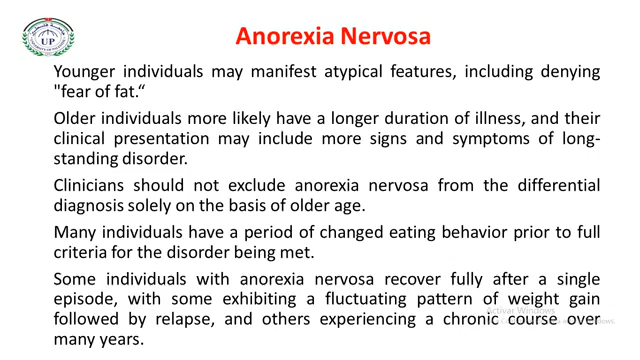 UP
Anorexia Nervosa
Younger individuals may manifest atypical features, including denying
"fear of fat.“
Older individuals more likely have a longer duration of illness, and their
clinical presentation may include more signs and symptoms of long-
standing disorder.
Clinicians should not exclude anorexia nervosa from the differential
diagnosis solely on the basis of older age.
Many individuals have a period of changed eating behavior prior to full
criteria for the disorder being met.
Some individuals with anorexia nervosa recover fully after a single
episode, with some exhibiting a fluctuating pattern of weight gain
Activar Windows
followed by relapse, and others experiencing a chronic course over
many years.